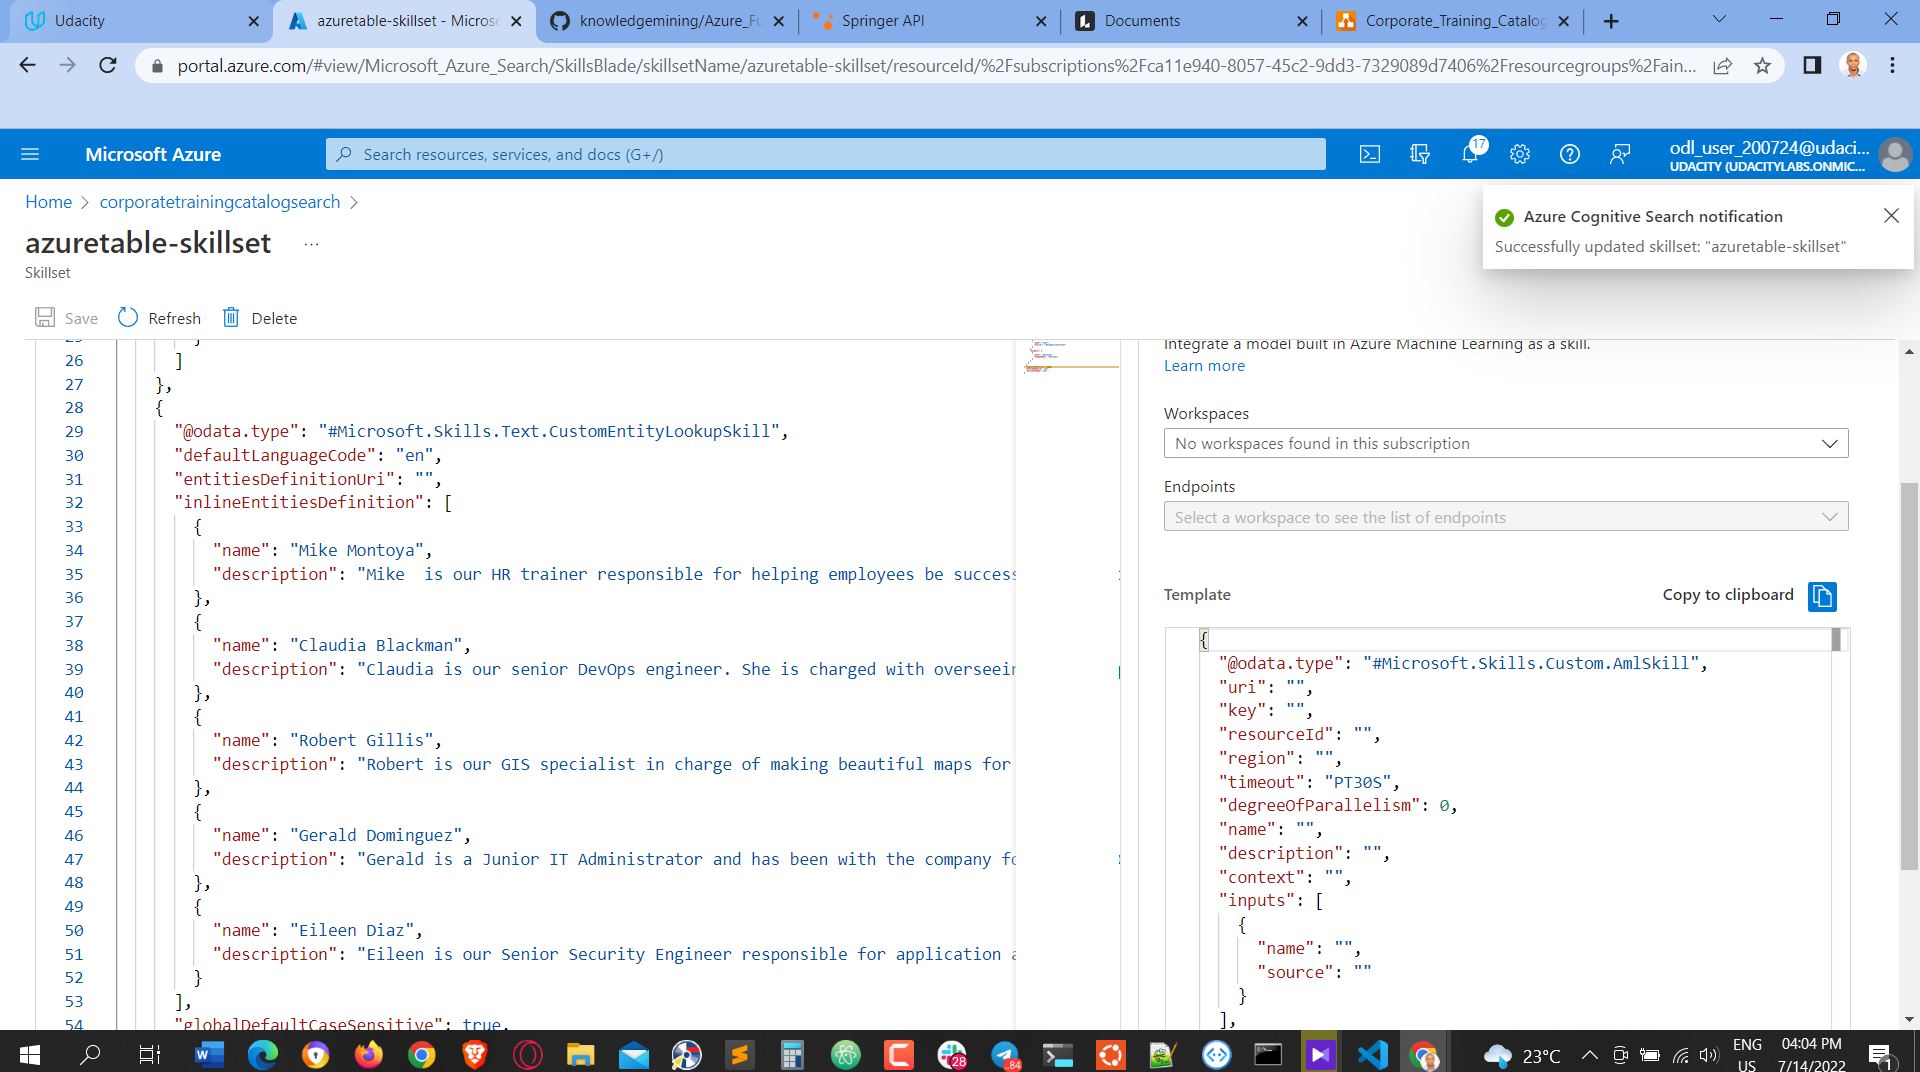 Udacity
azuretable-skillset - Micros
knowledgemining/Azure_Fu
Springer API
Documents
Corporate_Training_Catalog
portal.azure.com/#view/Microsoft_Azure_Search/SkillsBlade/skillsetName/azuretable-skillset/resourceId/%2Fsubscriptions%2Fca11e940-8057-45c2-9dd3-7329089d7406%2Fresourcegroups%2Fain...
Microsoft Azure
Search resources, services, and docs (G+/)
17
odl_user_200724@udaci...
UDACITY (UDACITYLABS.ONMIC...
Home > corporatetrainingcatalogsearch >
azuretable-skillset ...
Skillset
Azure Cognitive Search notification
Successfully updated skillset: "azuretable-skillset"
Save Refresh Delete
25 }
26 ]
27 },
28 {
29 "@odata.type": "#Microsoft.Skills.Text.CustomEntityLookupSkill",
30 "defaultLanguageCode": "en",
31 "entitiesDefinitionUri": "",
32 "inlineEntitiesDefinition": [
33 {
34 "name": "Mike Montoya",
35 "description": "Mike  is our HR trainer responsible for helping employees be success
36 },
37 {
38 "name": "Claudia Blackman",
39 "description": "Claudia is our senior DevOps engineer. She is charged with overseein
40 },
41 {
42 "name": "Robert Gillis",
43 "description": "Robert is our GIS specialist in charge of making beautiful maps for
44 },
45 {
46 "name": "Gerald Dominguez",
47 "description": "Gerald is a Junior IT Administrator and has been with the company fo
48 },
49 {
50 "name": "Eileen Diaz",
51 "description": "Eileen is our Senior Security Engineer responsible for application a
52 }
53 ],
54 "globalDefaultCaseSensitive": true,
Integrate a model built in Azure Machine Learning as a skill.
Learn more
Workspaces
No workspaces found in this subscription
Endpoints
Select a workspace to see the list of endpoints
Template
Copy to clipboard
{
"@odata.type": "#Microsoft.Skills.Custom.AmlSkill",
"uri": "",
"key": "",
"resourceId": "",
"region": "",
"timeout": "PT30S",
"degreeOfParallelism": 0,
"name": "",
"description": "",
"context": "",
"inputs": [
{
"name": "",
"source": ""
}
],
28
.84
23°C
ENG
US
04:04 PM
7/14/2022
1